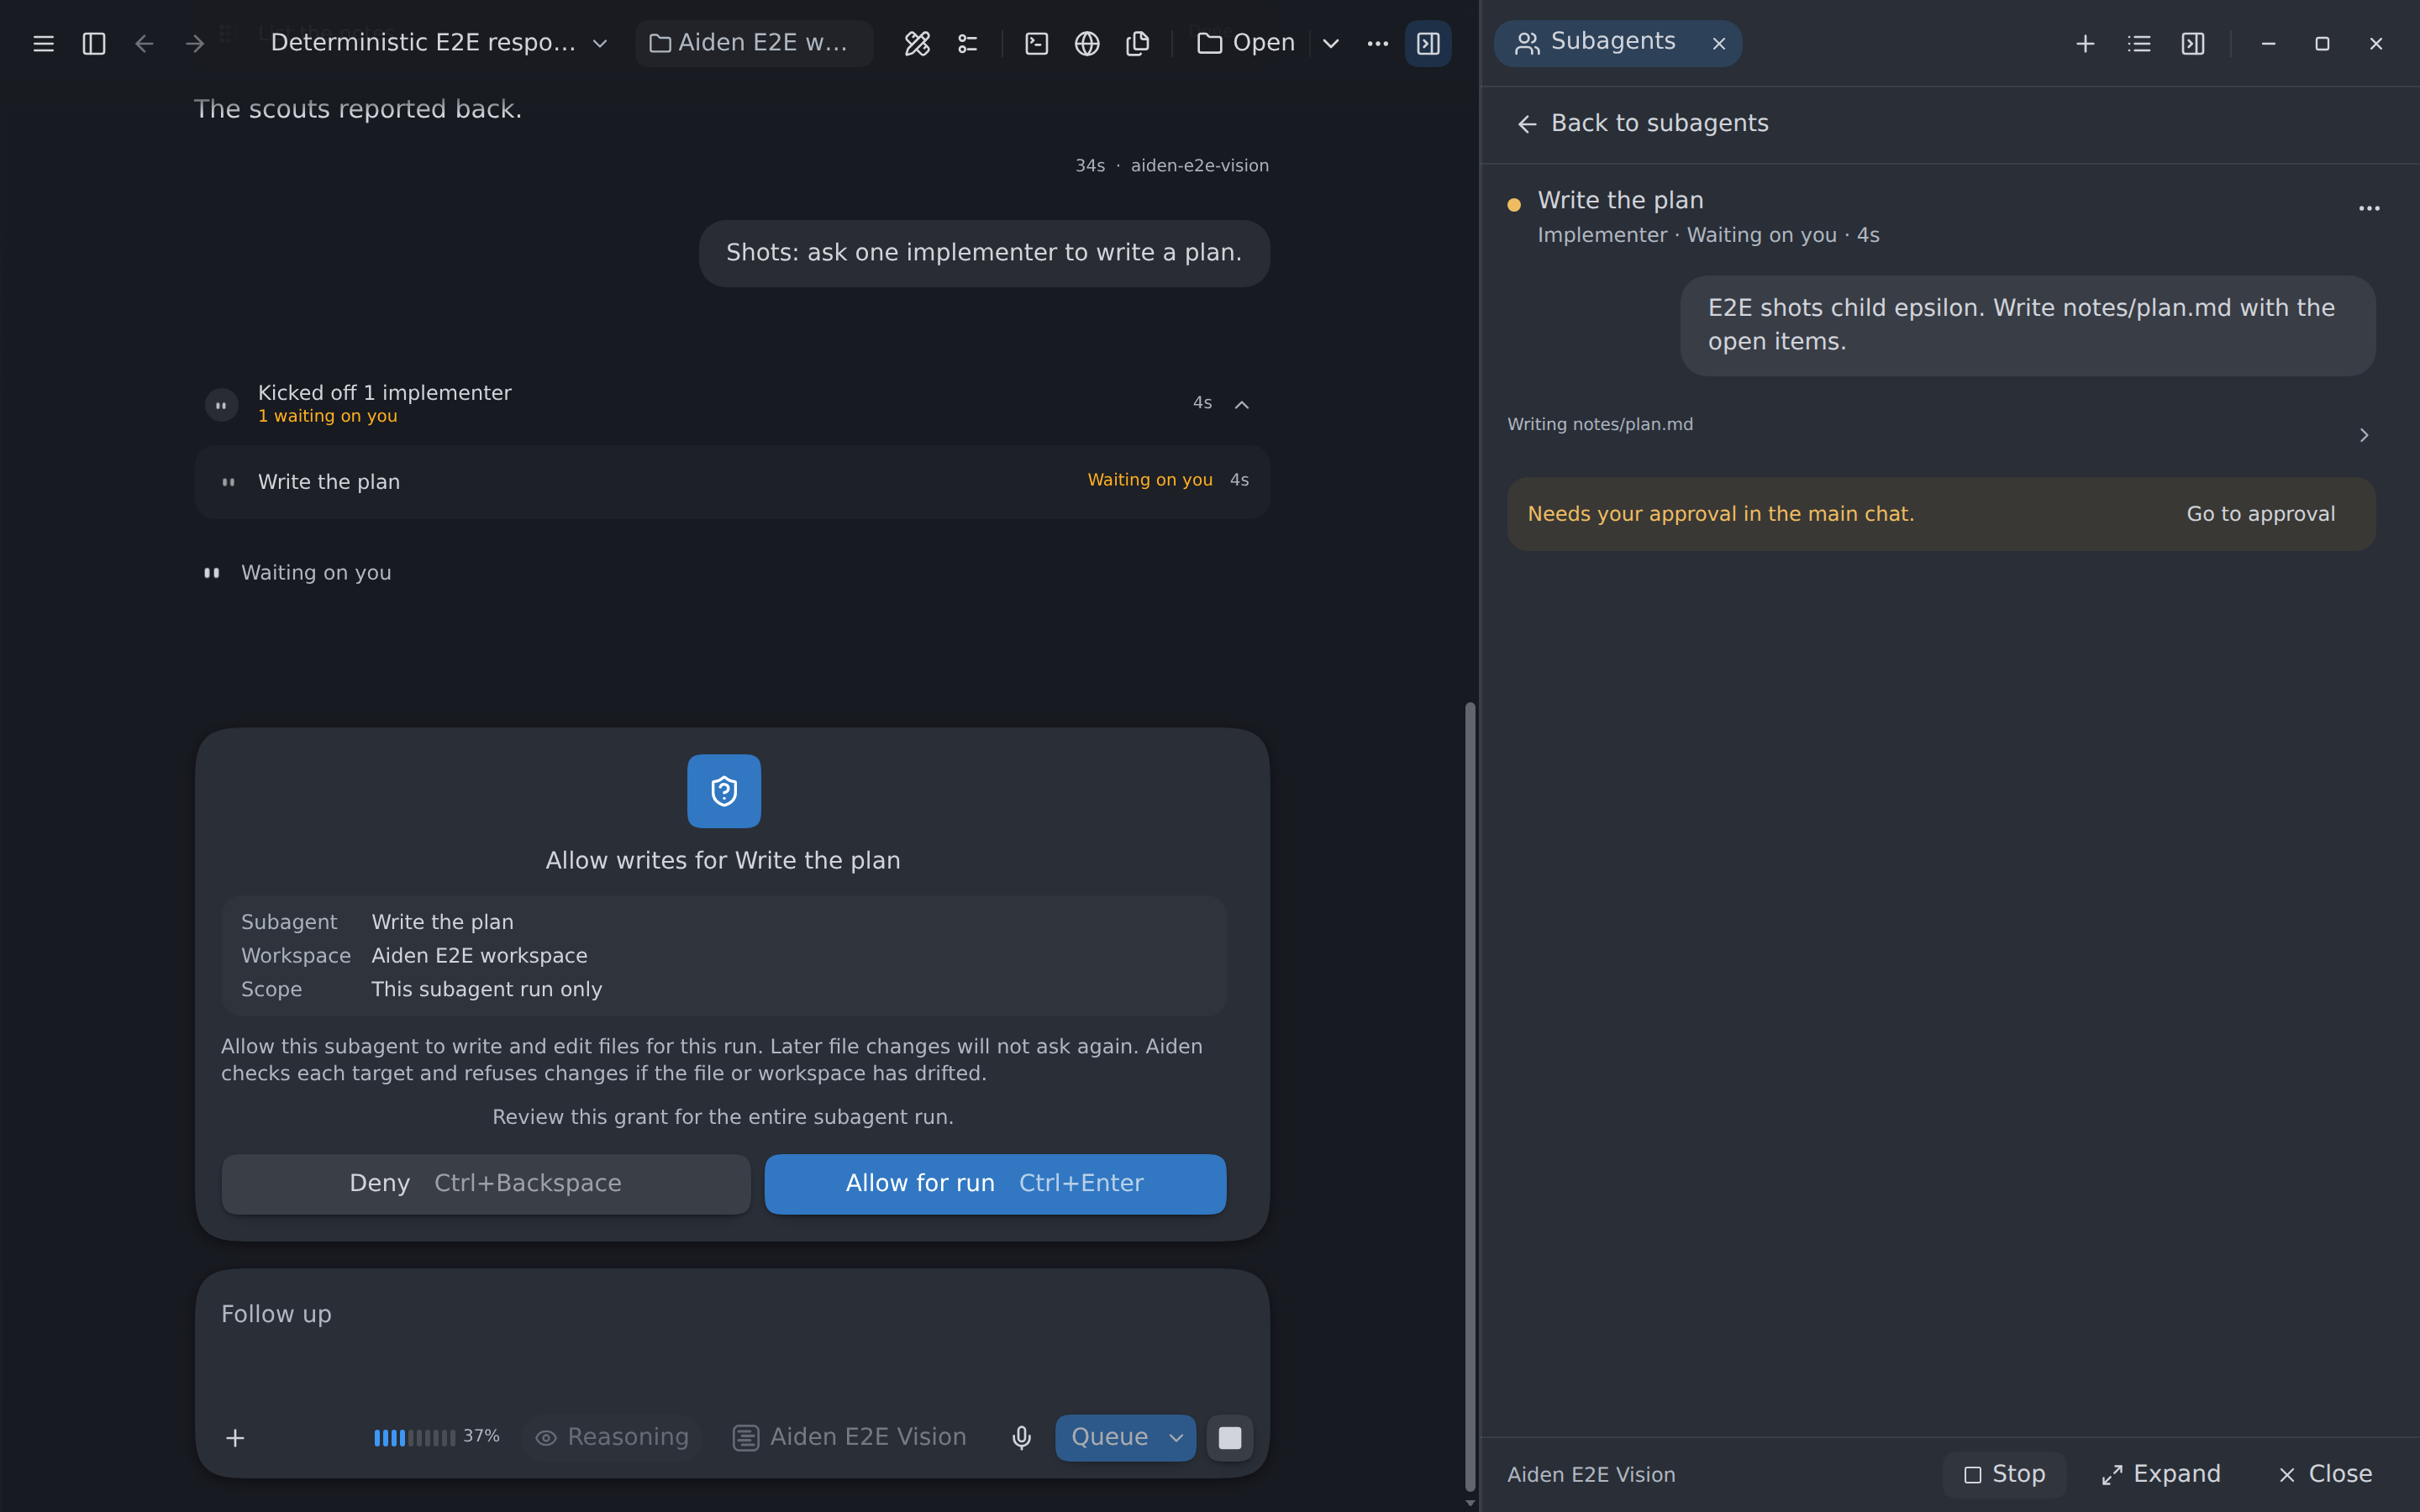 Deterministic E2E respo...
Aiden E2E w...
Open
The scouts reported back.
34s · aiden-e2e-vision
Shots: ask one implementer to write a plan.
Kicked off 1 implementer
1 waiting on you
4s
Write the plan
Waiting on you 4s
Waiting on you
Allow writes for Write the plan
Subagent Write the plan
Workspace Aiden E2E workspace
Scope This subagent run only
Allow this subagent to write and edit files for this run. Later file changes will not ask again. Aiden
checks each target and refuses changes if the file or workspace has drifted.
Review this grant for the entire subagent run.
Deny Ctrl+Backspace
Allow for run Ctrl+Enter
Follow up
37%
Reasoning
Aiden E2E Vision
Queue
Subagents
Back to subagents
Write the plan
Implementer · Waiting on you · 4s
E2E shots child epsilon. Write notes/plan.md with the
open items.
Writing notes/plan.md
Needs your approval in the main chat.
Go to approval
Aiden E2E Vision
Stop
Expand
Close